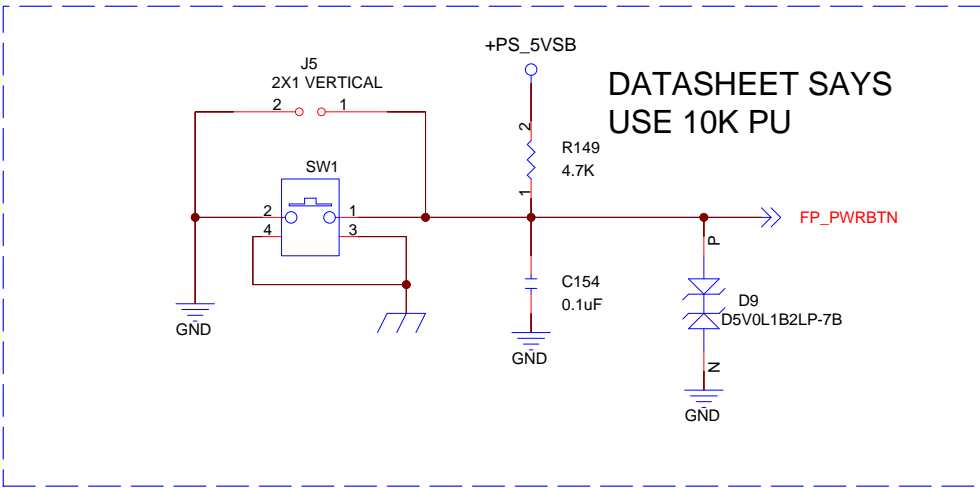 +PS_5VSB
J5
2X1 VERTICAL
2 1
DATASHEET SAYS
USE 10K PU
2
R149
4.7K
1
SW1
2 1
4 3
FP_PWRBTN
P
C154
0.1uF
D9
D5V0L1B2LP-7B
N
GND
GND
GND